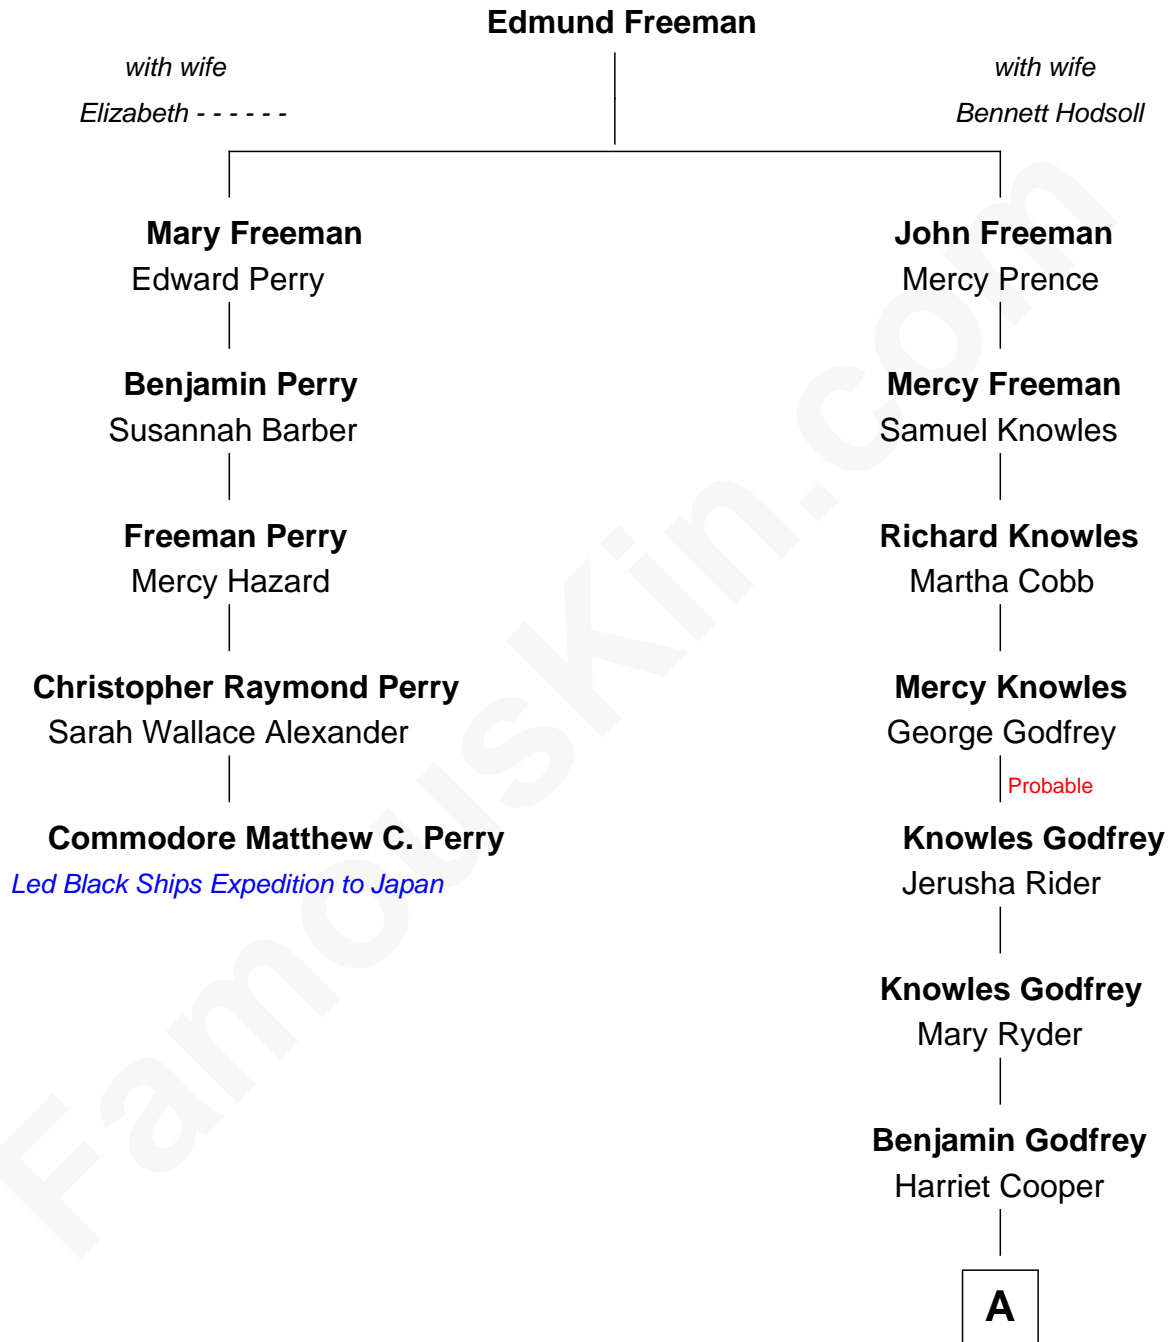 Edmund Freeman
with wife
Elizabeth - - - - - -
with wife
Bennett Hodsoll
Mary Freeman
Edward Perry
Benjamin Perry
Susannah Barber
Freeman Perry
Mercy Hazard
Christopher Raymond Perry
Sarah Wallace Alexander
Commodore Matthew C. Perry
Led Black Ships Expedition to Japan
John Freeman
Mercy Prence
Mercy Freeman
Samuel Knowles
Richard Knowles
Martha Cobb
Mercy Knowles
George Godfrey
Probable
Knowles Godfrey
Jerusha Rider
Knowles Godfrey
Mary Ryder
Benjamin Godfrey
Harriet Cooper
A
FamousKin.com